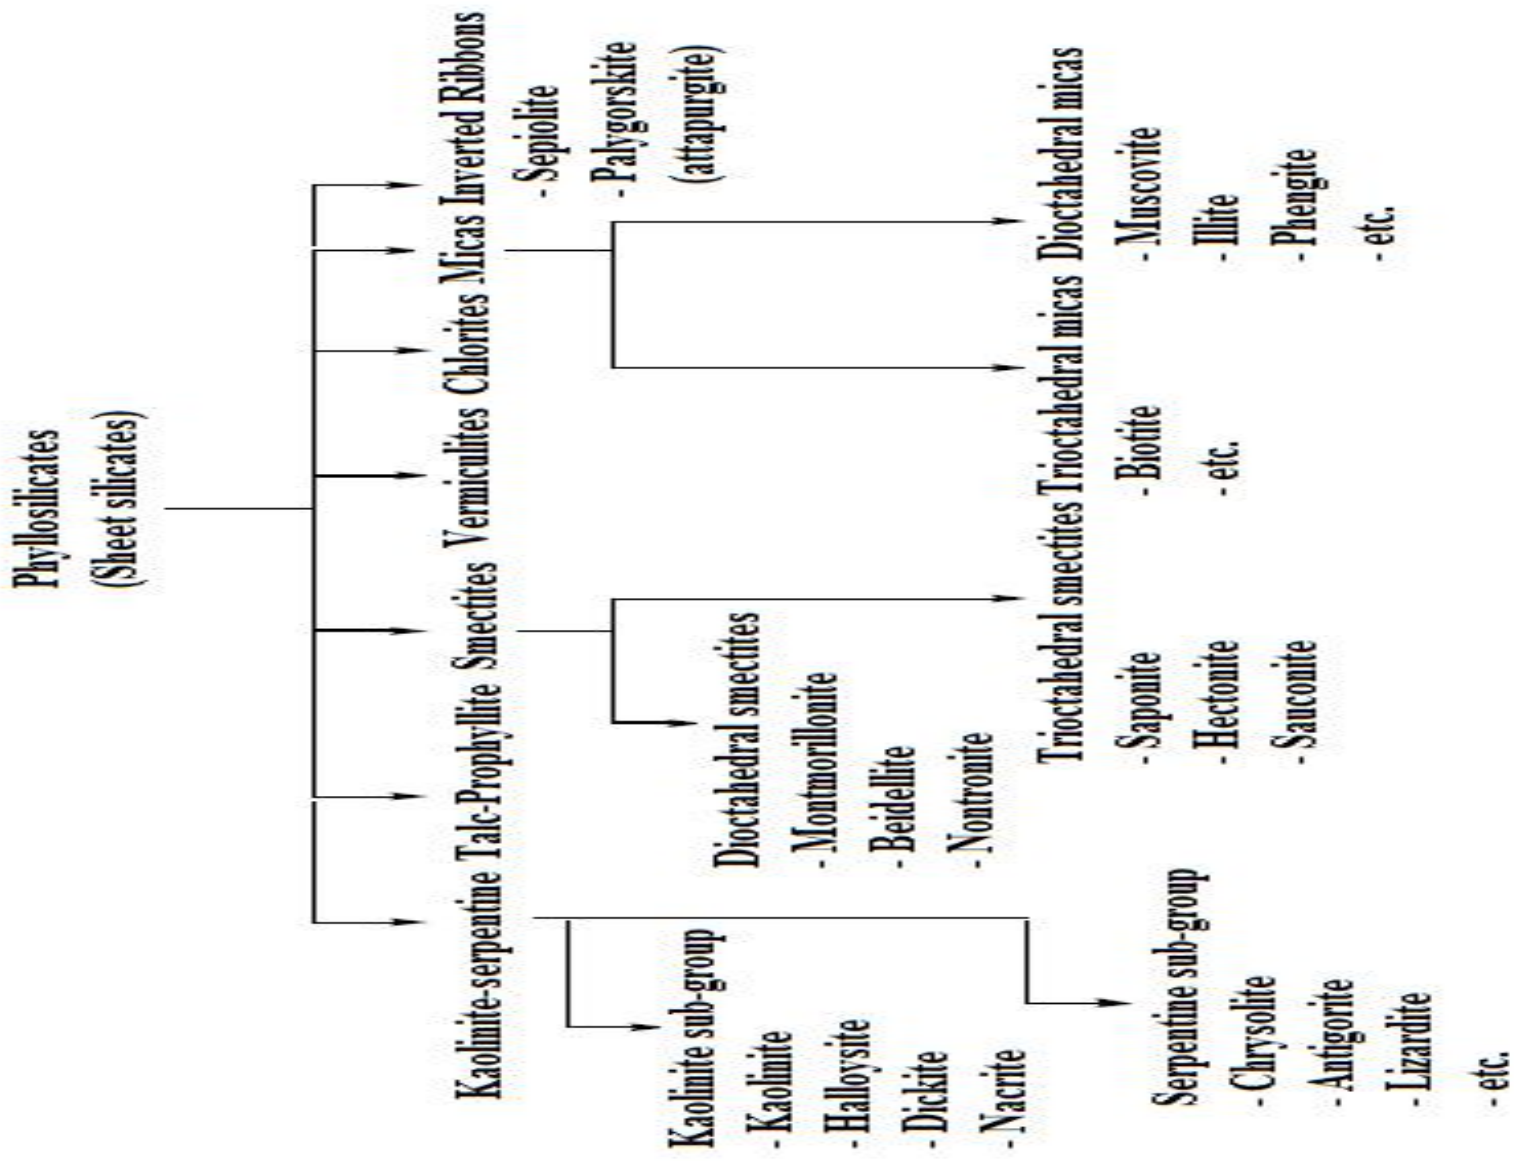 Phyllosilicates
(Sheet silicates)
Kaolinite-serpentine Talc-Prophyllite Smectites Vermiculites Chlorites Micas Inverted Ribbons
- Sepiolite
- Palygorskite
(attapurgite)
Kaolinite sub-group
- Kaolinite
- Halloysite
- Dickite
- Nacrite
Dioctahedral smectites
- Montmorillonite
- Beidellite
- Nontronite
Trioctahedral smectites Trioctahedral micas Dioctahedral micas
- Saponite
- Hectonite
- Sauconite
- Biotite
- etc.
- Muscovite
- Illite
- Phengite
- etc.
Serpentine sub-group
- Chrysolite
- Antigorite
- Lizardite
- etc.